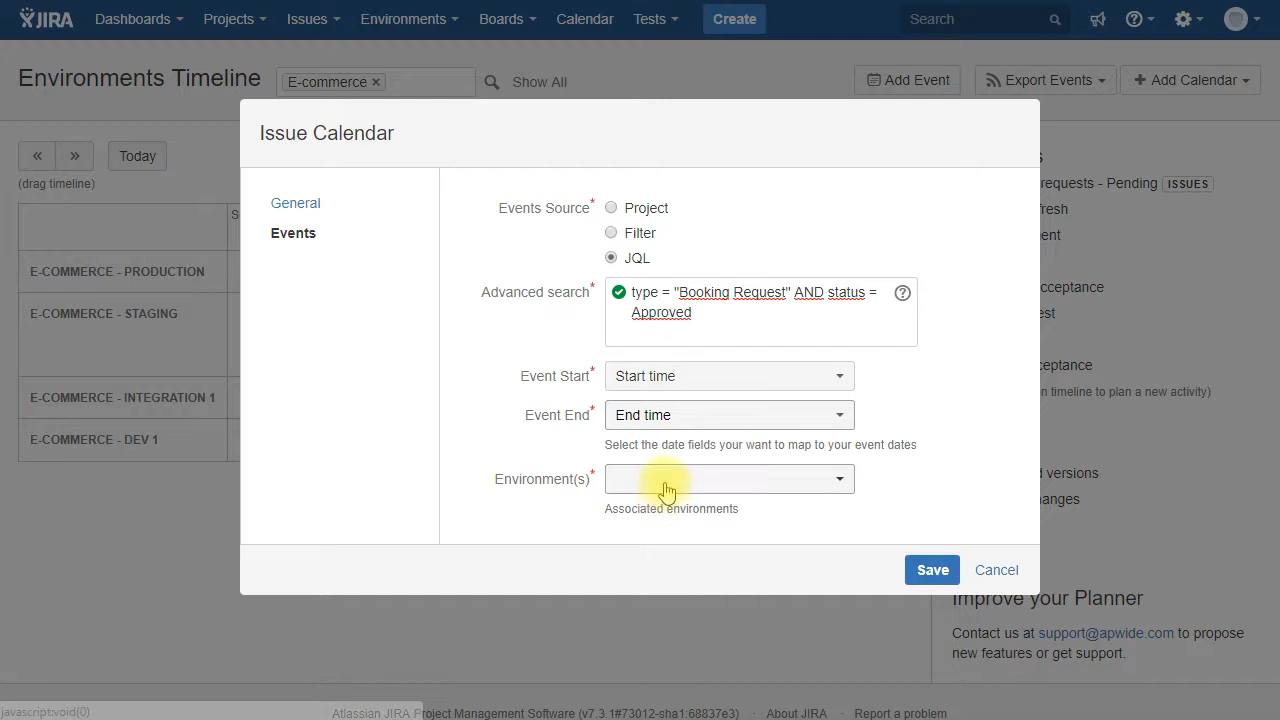 JIRA Dashboards Projects Issues Environments Boards Calendar Tests Create Search
Environments Timeline E-commerce × Show All Add Event Export Events + Add Calendar
Issue Calendar
« » Today
(drag timeline)
General
Events
Events Source* Project
Filter
JQL
Advanced search* type = "Booking Request" AND status =
Approved
Event Start* Start time
Event End* End time
Select the date fields your want to map to your event dates
Environment(s)*
Associated environments
Save Cancel
E-COMMERCE - PRODUCTION
E-COMMERCE - STAGING
E-COMMERCE - INTEGRATION 1
E-COMMERCE - DEV 1
requests - Pending ISSUES
on timeline to plan a new activity)
versions
Improve your Planner
Contact us at support@apwide.com to propose
new features or get support.
javascript:void(0)
Atlassian JIRA Project Management Software (v7.3.1#73012-sha1:68837e3) · About JIRA · Report a problem